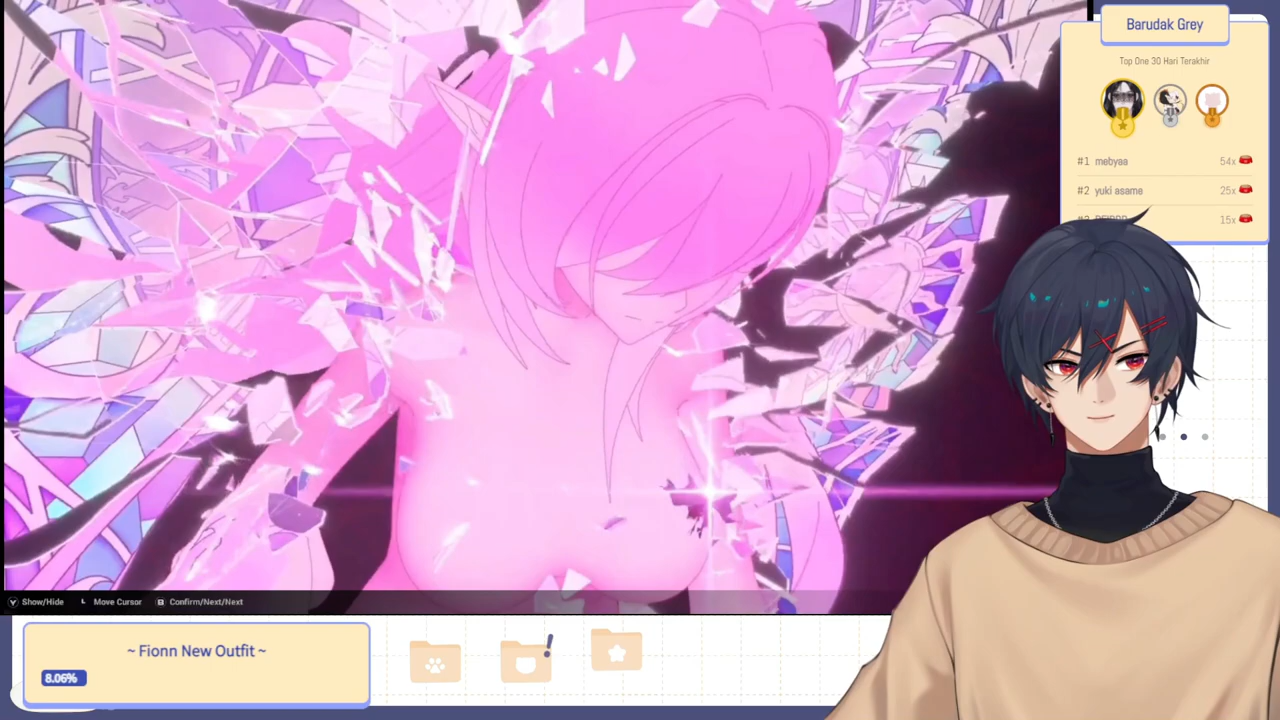 Barudak Grey
Top One 30 Hari Terakhir
#1 mebyaa 54x
#2 yuki asame 25x
#3 15x
Show/Hide Move Cursor Confirm/Next/Next
~ Fionn New Outfit ~
8.06%